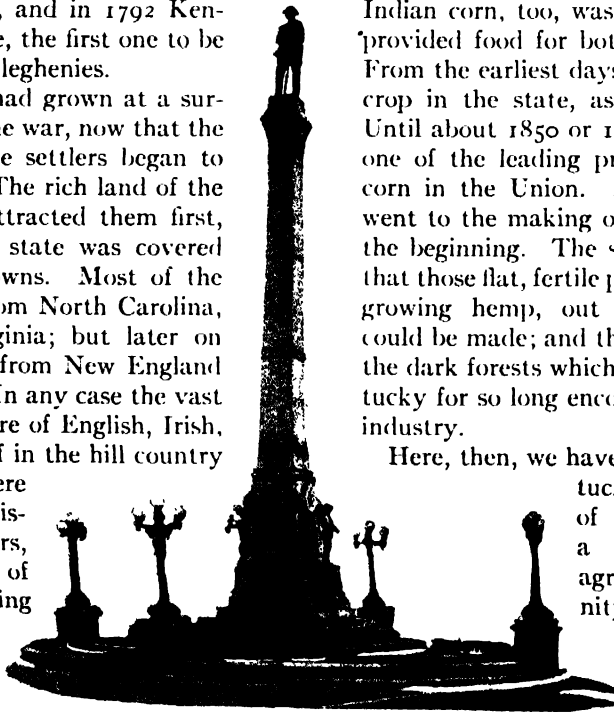 , and in 1792 Ken-
e, the first one to be
leghenies.
had grown at a sur-
e war, now that the
e settlers began to
The rich land of the
ttracted them first,
state was covered
wns. Most of the
om North Carolina,
ginia; but later on
from New England
In any case the vast
re of English, Irish,
f in the hill country
ere
is-
rs,
of
ing
Indian corn, too, was
provided food for bot
From the earliest days
crop in the state, as
Until about 1850 or 1
one of the leading pr
corn in the Union.
went to the making o
the beginning. The s
that those flat, fertile p
growing hemp, out
could be made; and th
the dark forests which
tucky for so long enco
industry.
Here, then, we have
tuc
of
a
agr
nit